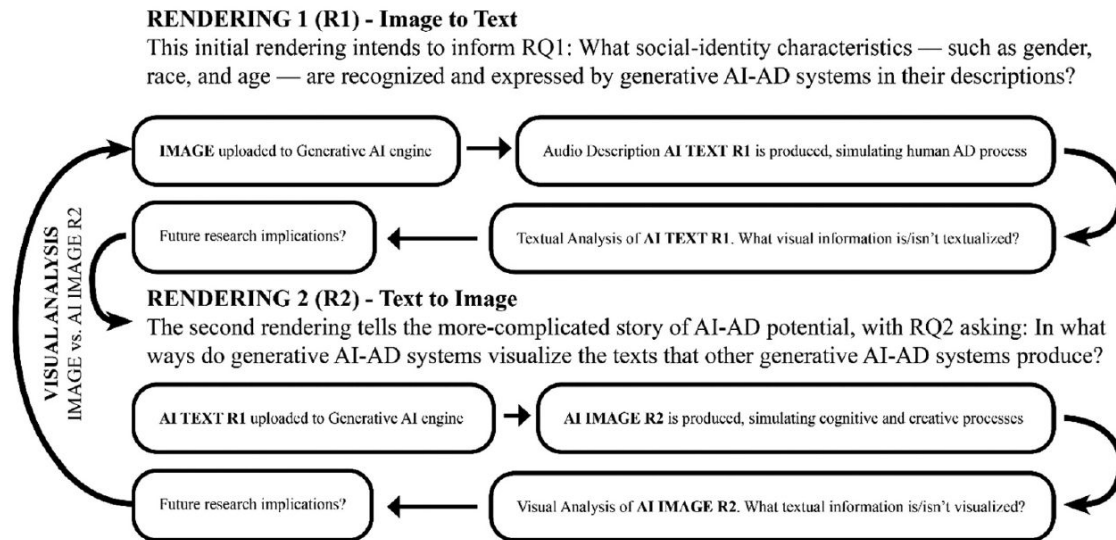 RENDERING 1 (R1) - Image to Text
This initial rendering intends to inform RQ1: What social-identity characteristics — such as gender,
race, and age — are recognized and expressed by generative AI-AD systems in their descriptions?
IMAGE uploaded to Generative AI engine
Audio Description AI TEXT R1 is produced, simulating human AD process
Textual Analysis of AI TEXT R1. What visual information is/isn't textualized?
Future research implications?
RENDERING 2 (R2) - Text to Image
The second rendering tells the more-complicated story of AI-AD potential, with RQ2 asking: In what
ways do generative AI-AD systems visualize the texts that other generative AI-AD systems produce?
AI TEXT R1 uploaded to Generative AI engine
AI IMAGE R2 is produced, simulating cognitive and creative processes
Visual Analysis of AI IMAGE R2. What textual information is/isn't visualized?
Future research implications?
VISUAL ANALYSIS
IMAGE vs. AI IMAGE R2